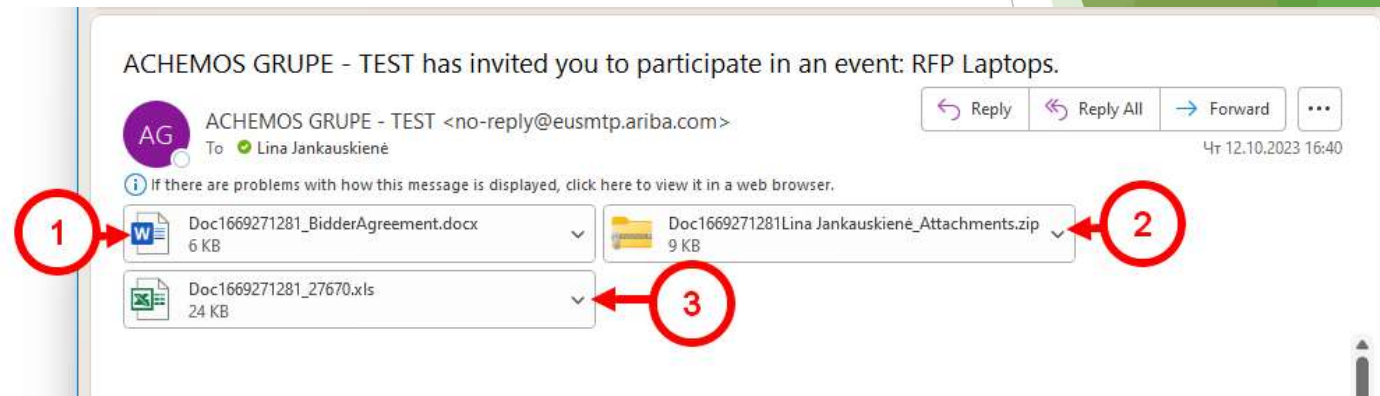 ACHEMOS GRUPE - TEST has invited you to participate in an event: RFP Laptops.
AG
ACHEMOS GRUPE - TEST <no-reply@eusmtp.ariba.com>
To Lina Jankauskienė
Reply
Reply All
Forward
Чт 12.10.2023 16:40
If there are problems with how this message is displayed, click here to view it in a web browser.
1
Doc1669271281_BidderAgreement.docx
6 KB
Doc1669271281Lina Jankauskienė_Attachments.zip
9 KB
2
Doc1669271281_27670.xls
24 KB
3